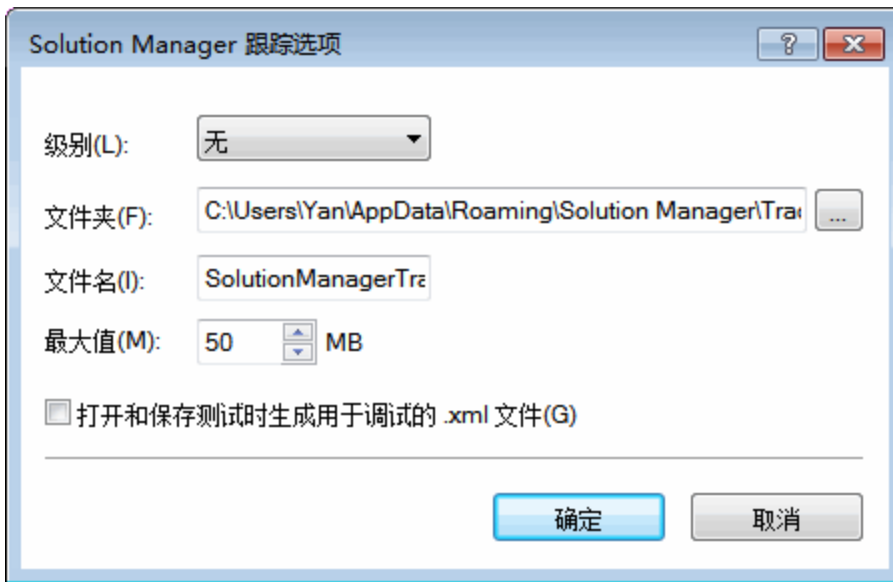 Solution Manager 跟踪选项
级别(L): 无
文件夹(F): C:\Users\Yan\AppData\Roaming\Solution Manager\Trac ...
文件名(I): SolutionManagerTra
最大值(M): 50 MB
打开和保存测试时生成用于调试的 .xml 文件(G)
确定 取消